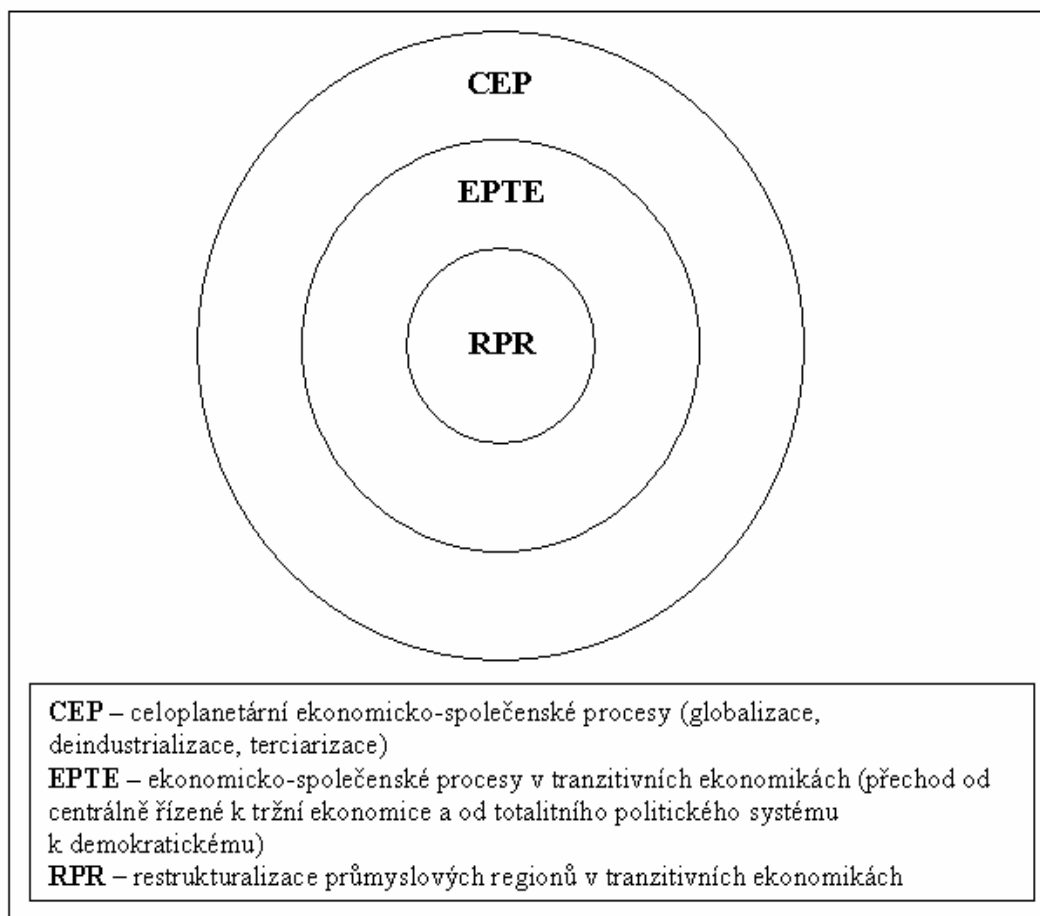 CEP
EPTE
RPR
CEP – celoplanetární ekonomicko-společenské procesy (globalizace,
deindustrializace, terciarizace)
EPTE – ekonomicko-společenské procesy v tranzitivních ekonomikách (přechod od
centrálně řízené k tržní ekonomice a od totalitního politického systému
k demokratickému)
RPR – restrukturalizace průmyslových regionů v tranzitivních ekonomikách